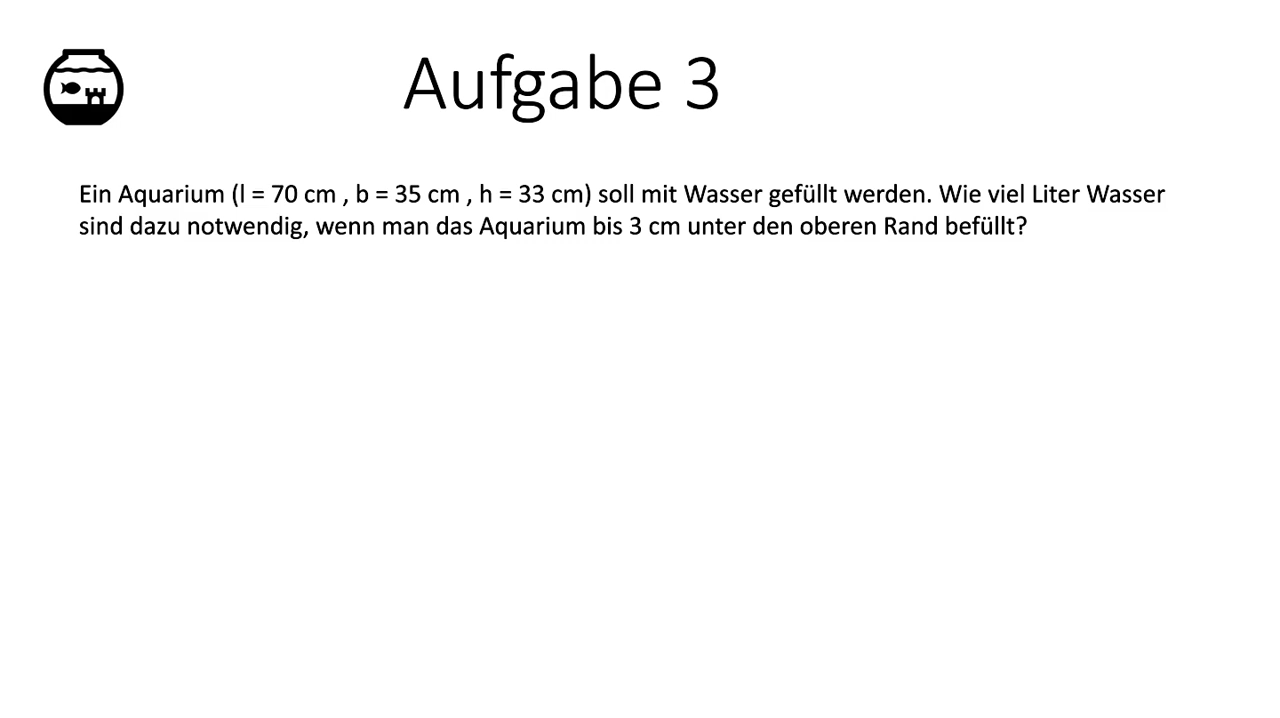 Aufgabe 3
Ein Aquarium (l = 70 cm , b = 35 cm , h = 33 cm) soll mit Wasser gefüllt werden. Wie viel Liter Wasser
sind dazu notwendig, wenn man das Aquarium bis 3 cm unter den oberen Rand befüllt?